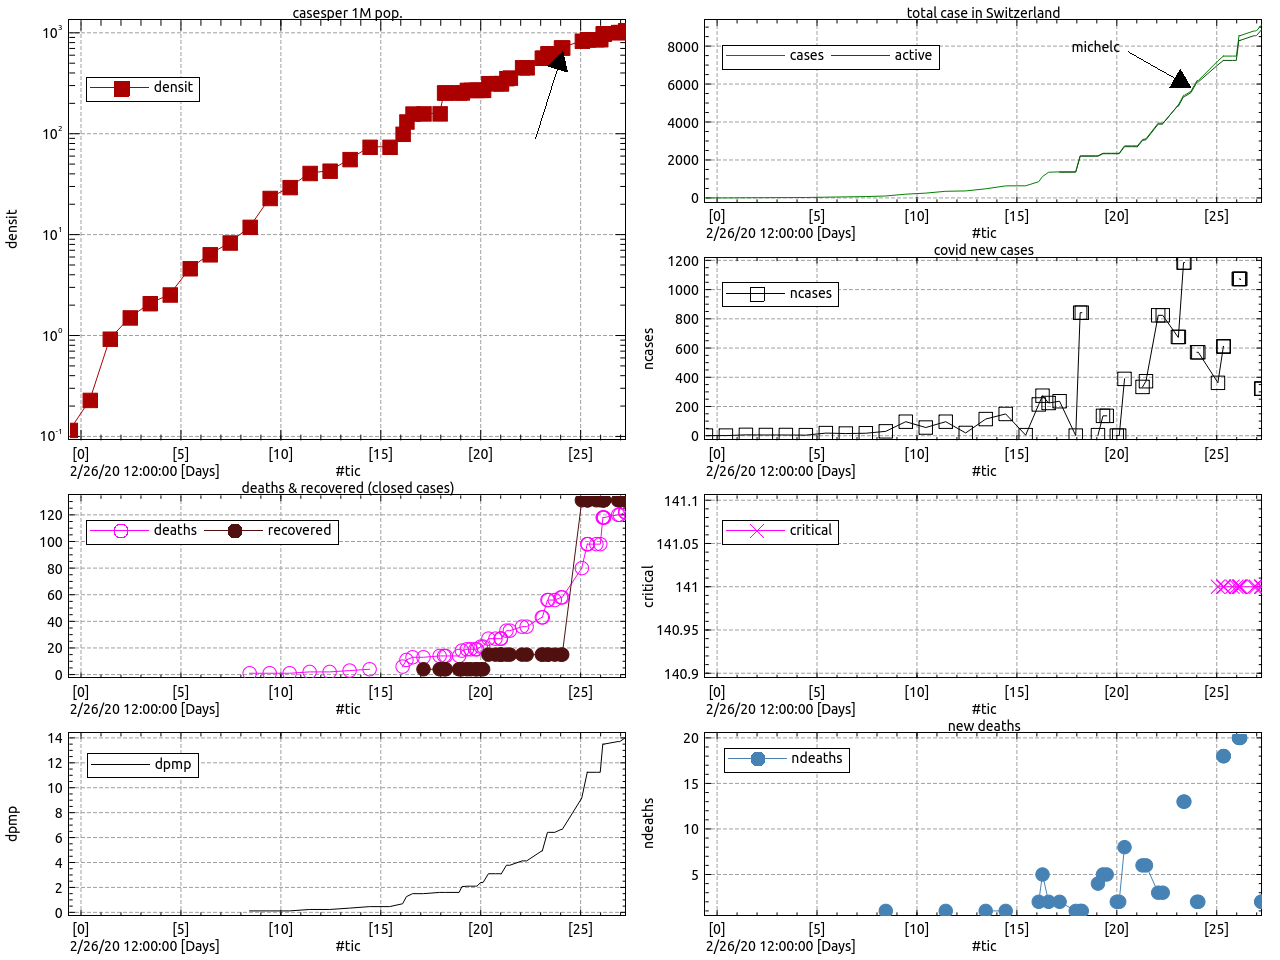 casesper 1M pop.
densit
10³
10²
10¹
10⁰
10⁻¹
densit
[0] [5] [10] [15] [20] [25]
2/26/20 12:00:00 [Days] #tic
total case in Switzerland
cases active
michelc
8000
6000
4000
2000
0
[0] [5] [10] [15] [20] [25]
2/26/20 12:00:00 [Days] #tic
covid new cases
ncases
1200
1000
800
600
400
200
0
ncases
[0] [5] [10] [15] [20] [25]
2/26/20 12:00:00 [Days] #tic
deaths & recovered (closed cases)
deaths recovered
120
100
80
60
40
20
0
[0] [5] [10] [15] [20] [25]
2/26/20 12:00:00 [Days] #tic
critical
141.1
141.05
141
140.95
140.9
critical
[0] [5] [10] [15] [20] [25]
2/26/20 12:00:00 [Days] #tic
dpmp
14
12
10
8
6
4
2
0
dpmp
[0] [5] [10] [15] [20] [25]
2/26/20 12:00:00 [Days] #tic
new deaths
ndeaths
20
15
10
5
ndeaths
[0] [5] [10] [15] [20] [25]
2/26/20 12:00:00 [Days] #tic